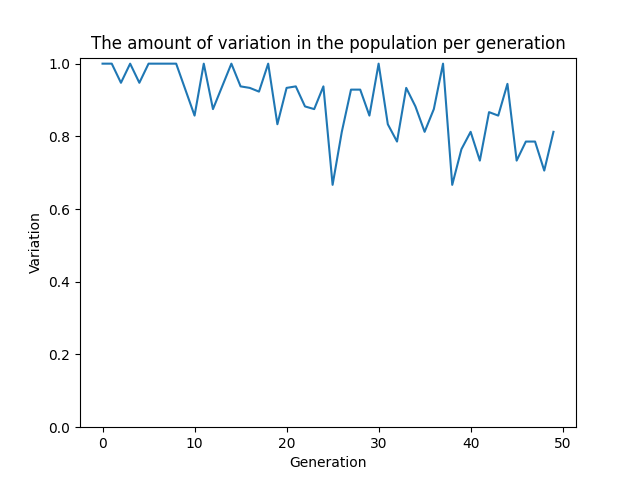 The amount of variation in the population per generation
1.0
0.8
0.6
0.4
0.2
0.0
Variation
0 10 20 30 40 50
Generation